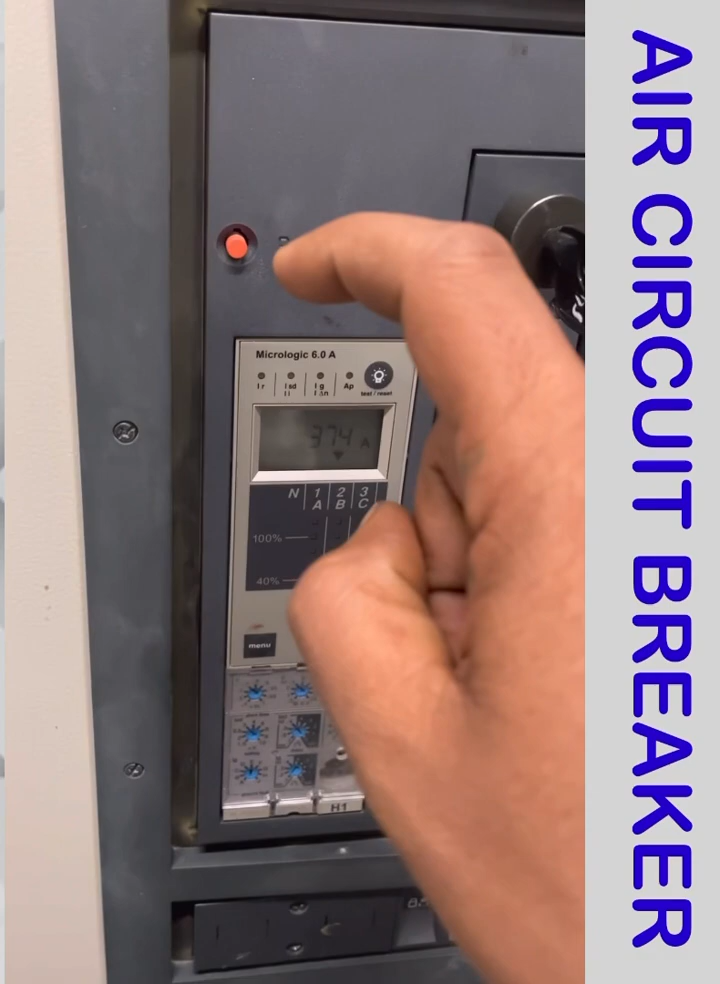 Micrologic 6.0 A
Ir Isd Ig Ap
Ii I∆n test / reset
374 A
N 1 2 3
A B C
100%
40%
menu
H1
AIR CIRCUIT BREAKER